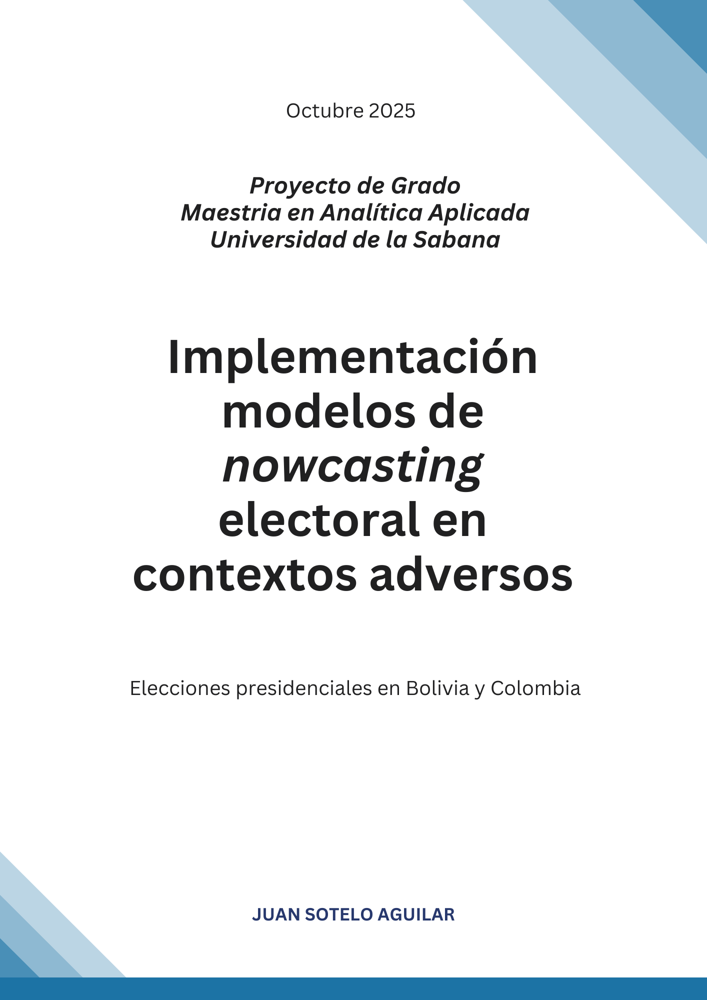 Octubre 2025
Proyecto de Grado
Maestria en Analítica Aplicada
Universidad de la Sabana
Implementación
modelos de
nowcasting
electoral en
contextos adversos
Elecciones presidenciales en Bolivia y Colombia
JUAN SOTELO AGUILAR